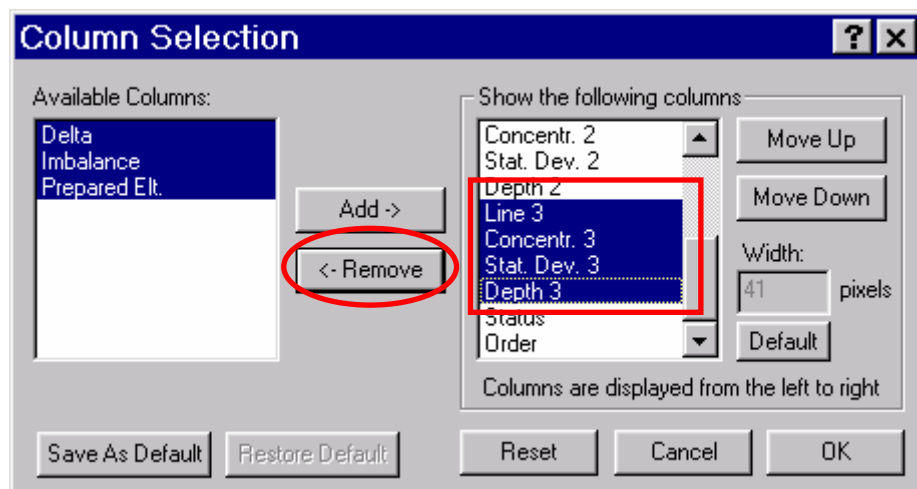 Column Selection
Available Columns:
Delta
Imbalance
Prepared Elt.
Add ->
<- Remove
Show the following columns
Concentr. 2
Stat. Dev. 2
Depth 2
Line 3
Concentr. 3
Stat. Dev. 3
Depth 3
Status
Order
Move Up
Move Down
Width:
41 pixels
Default
Columns are displayed from the left to right
Save As Default
Restore Default
Reset
Cancel
OK